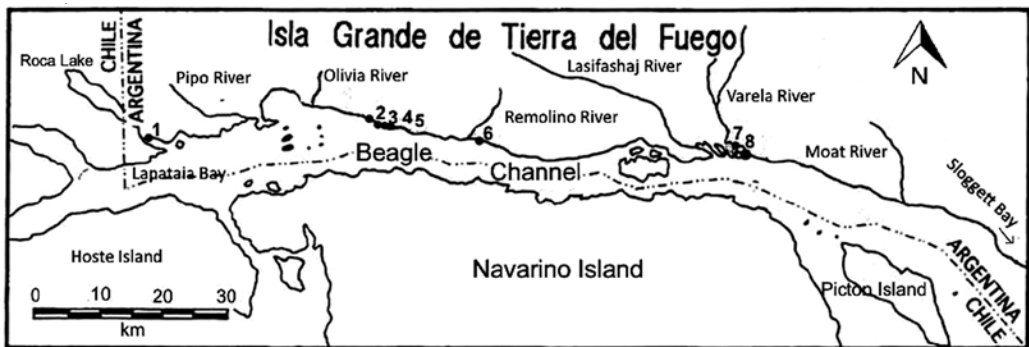 Isla Grande de Tierra del Fuego
CHILE
ARGENTINA
Roca Lake
Pipo River
Olivia River
Lasifashaj River
Varela River
N
1
2 3 4 5
6
Remolino River
7
8
Moat River
Sloggett Bay
Lapataia Bay
Beagle
Channel
Hoste Island
Navarino Island
Picton Island
ARGENTINA
CHILE
0 10 20 30
km